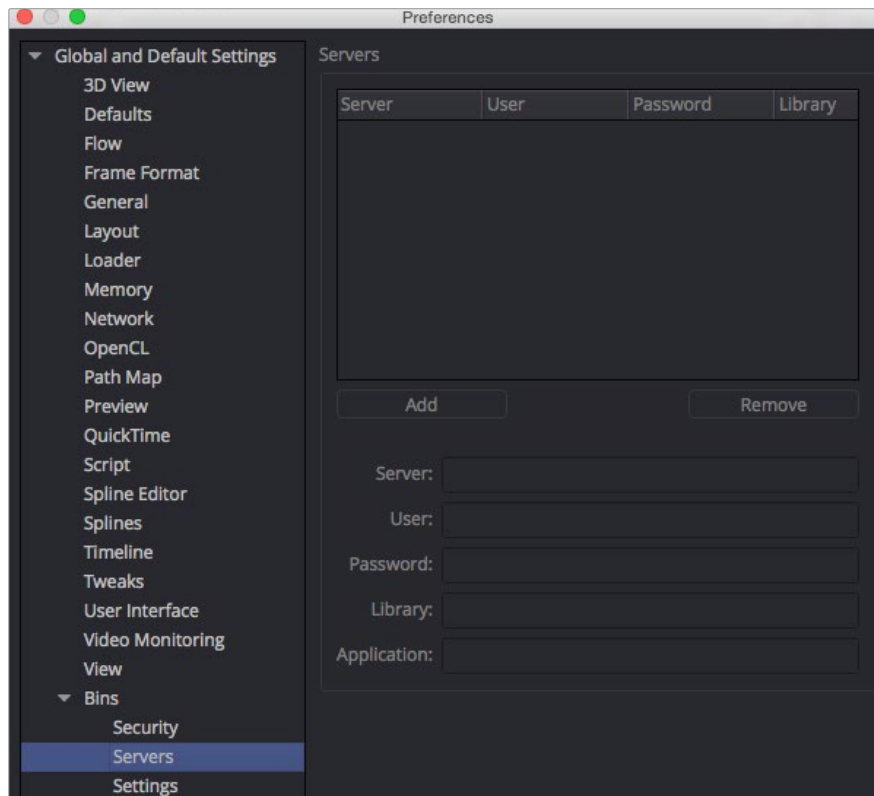 Preferences
Global and Default Settings
3D View
Defaults
Flow
Frame Format
General
Layout
Loader
Memory
Network
OpenCL
Path Map
Preview
QuickTime
Script
Spline Editor
Splines
Timeline
Tweaks
User Interface
Video Monitoring
View
Bins
Security
Servers
Settings
Servers
Server User Password Library
Add Remove
Server:
User:
Password:
Library:
Application: